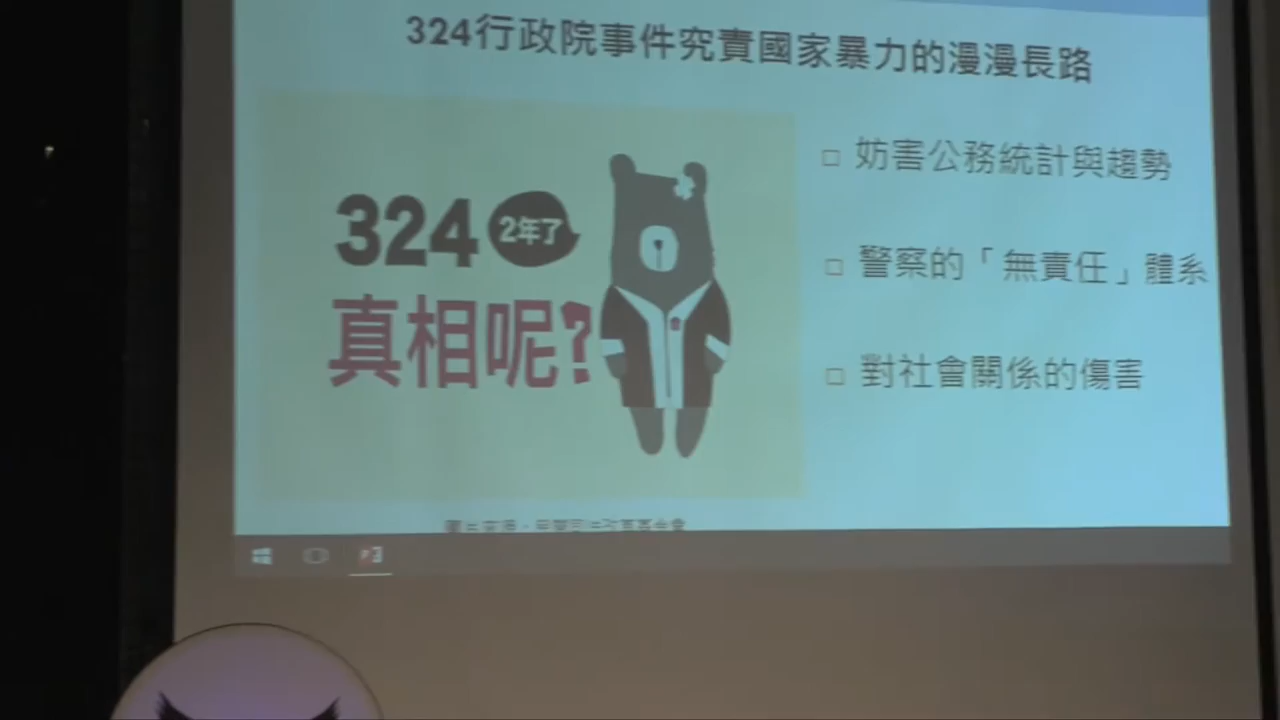 324行政院事件究責國家暴力的漫漫長路
324
2年了
真相呢?
□ 妨害公務統計與趨勢
□ 警察的「無責任」體系
□ 對社會關係的傷害